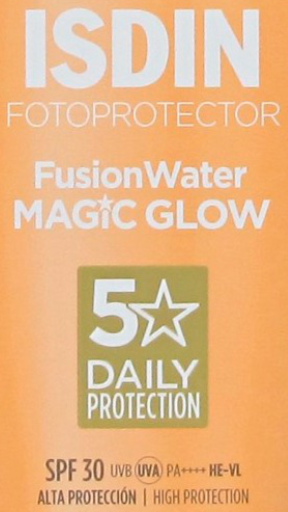 ISDIN
FOTOPROTECTOR
FusionWater
MAGIC GLOW
5☆
DAILY
PROTECTION
SPF 30 UVB UVA PA++++ HE-VL
ALTA PROTECCIÓN | HIGH PROTECTION